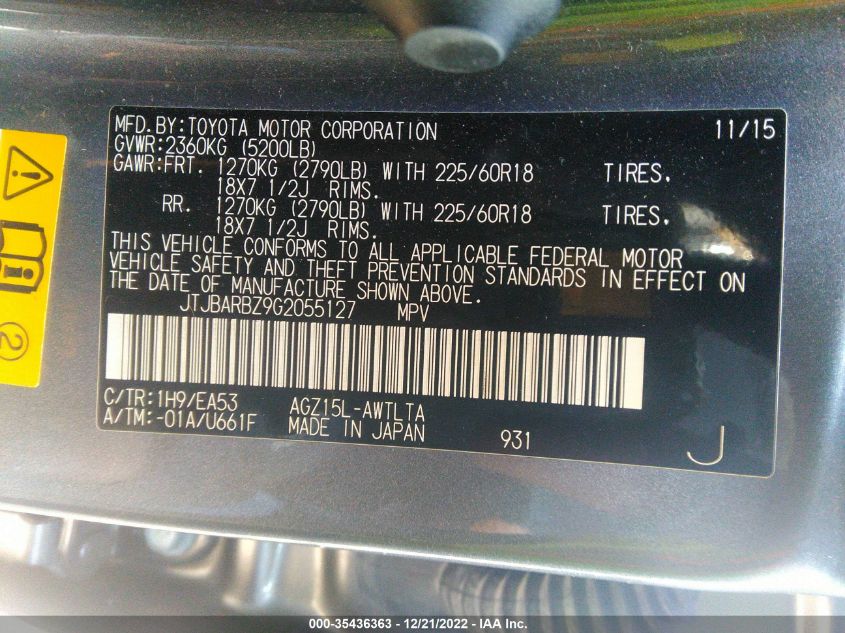 MFD.BY:TOYOTA MOTOR CORPORATION 11/15
GVWR:2360KG (5200LB)
GAWR:FRT. 1270KG (2790LB) WITH 225/60R18 TIRES.
18X7 1/2J RIMS.
RR. 1270KG (2790LB) WITH 225/60R18 TIRES.
18X7 1/2J RIMS.
THIS VEHICLE CONFORMS TO ALL APPLICABLE FEDERAL MOTOR
VEHICLE SAFETY AND THEFT PREVENTION STANDARDS IN EFFECT ON
THE DATE OF MANUFACTURE SHOWN ABOVE.
JTJBARBZ9G2055127 MPV
C/TR:1H9/EA53 AGZ15L-AWTLTA
A/TM:-01A/U661F MADE IN JAPAN 931 J
2
000-35436363 - 12/21/2022 - IAA Inc.